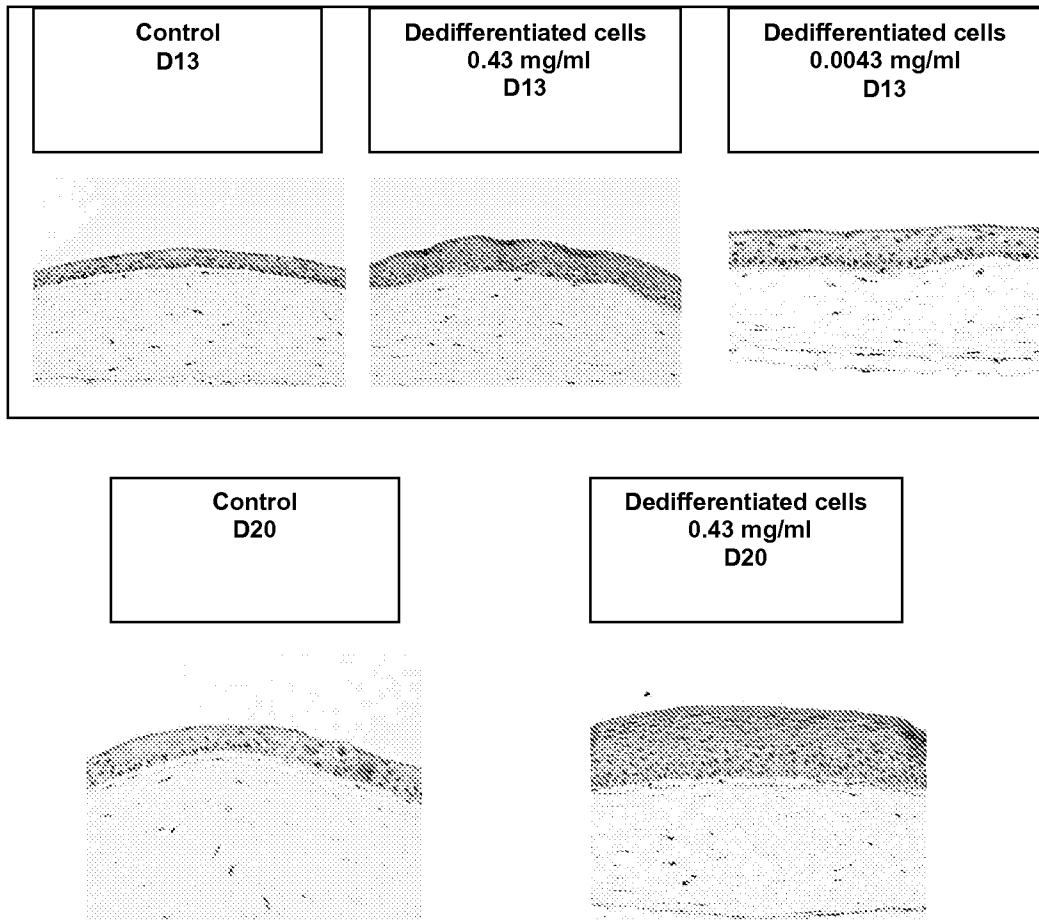 Control
D13
Dedifferentiated cells
0.43 mg/ml
D13
Dedifferentiated cells
0.0043 mg/ml
D13
Control
D20
Dedifferentiated cells
0.43 mg/ml
D20